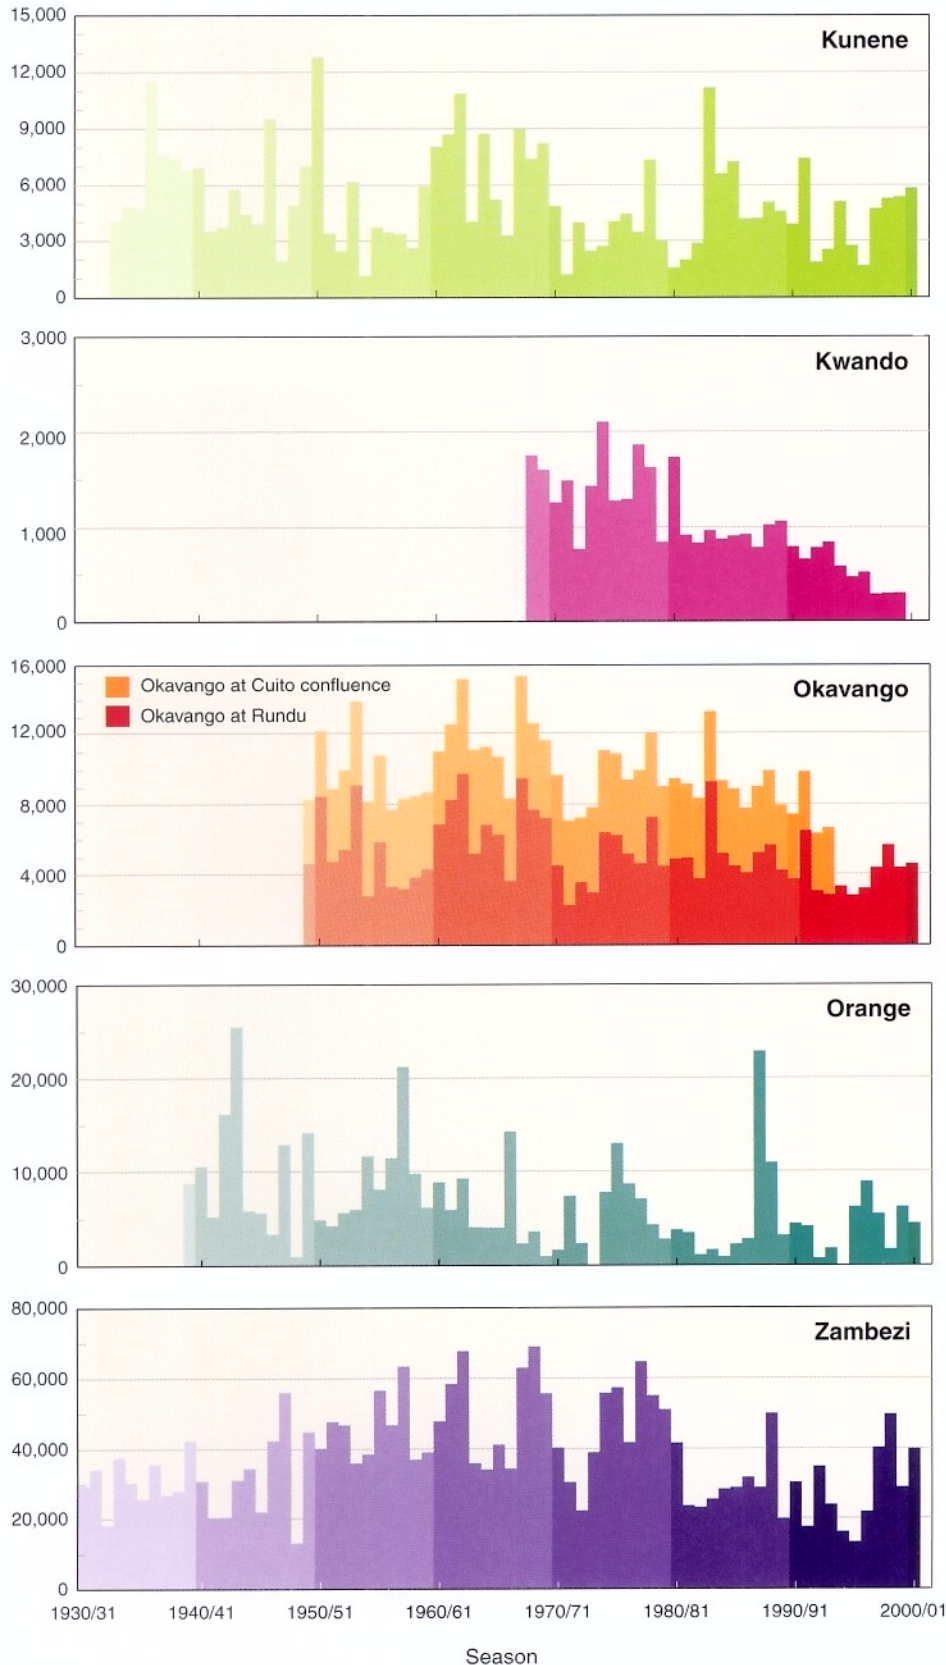 15,000
Kunene
12,000
9,000
6,000
3,000
0
3,000
Kwando
2,000
1,000
0
16,000
Okavango at Cuito confluence
Okavango
Okavango at Rundu
12,000
8,000
4,000
0
30,000
Orange
20,000
10,000
0
80,000
Zambezi
60,000
40,000
20,000
0
1930/31 1940/41 1950/51 1960/61 1970/71 1980/81 1990/91 2000/01
Season